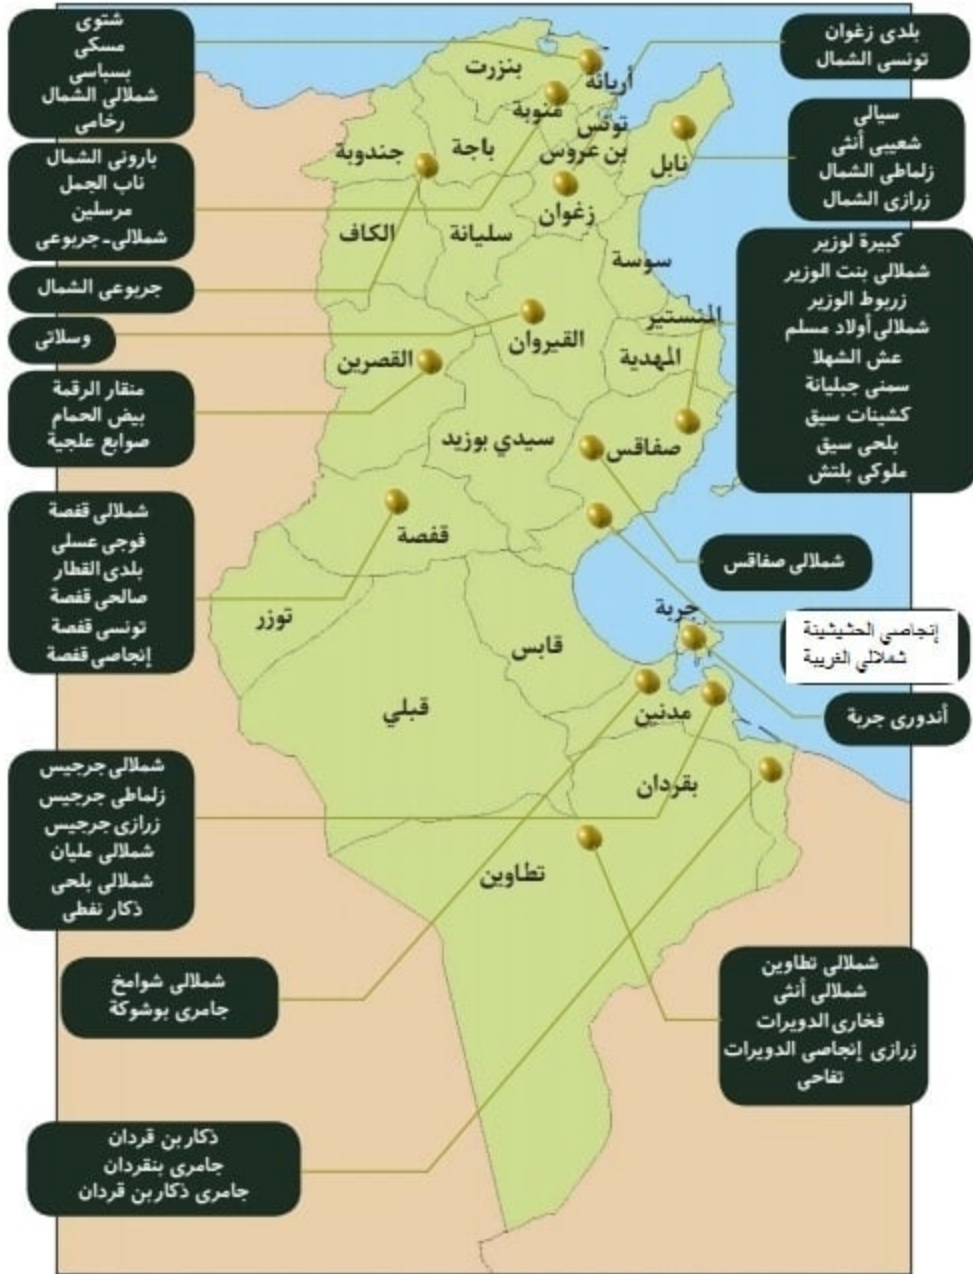 شتوى
مسكى
بسباسى
شملالى الشمال
رخامى
بلدى زغوان
تونسى الشمال
بارونى الشمال
ناب الجمل
مرسلين
شملالى-جربوعى
سيالى
شعيبى أنثى
زلماطى الشمال
زرازى الشمال
جربوعى الشمال
وسلاتى
منقار الرقمة
بيض الحمام
صوابع علجية
كبيرة لوزير
شملالى بنت الوزير
زربوط الوزير
شملالى أولاد مسلم
عش الشهلا
سمنى جبليانة
كشينات سيق
بلحى سيق
ملوكى بلتش
شملالى قفصة
فوجى عسلى
بلدى القطار
صالحى قفصة
تونسى قفصة
إنجاصى قفصة
شملالى صفاقس
إنجاصي الحشيشينة
شملالي الغريبة
أندورى جربة
شملالى جرجيس
زلماطى جرجيس
زرازى جرجيس
شملالى مليان
شملالى بلحى
ذكار نفطى
شملالى شوامخ
جامرى بوشوكة
شملالى تطاوين
شملالى أنثى
فخارى الدويرات
زرازى إنجاصى الدويرات
تفاحى
ذكاربن قردان
جامرى بنقردان
جامرى ذكاربن قردان
بنزرت
أريانة
منوبة
تونس
بن عروس
باجة
جندوبة
نابل
زغوان
سليانة
الكاف
سوسة
المنستير
القيروان
المهدية
القصرين
سيدي بوزيد
صفاقس
قفصة
توزر
جربة
قابس
قبلي
مدنين
بقردان
تطاوين